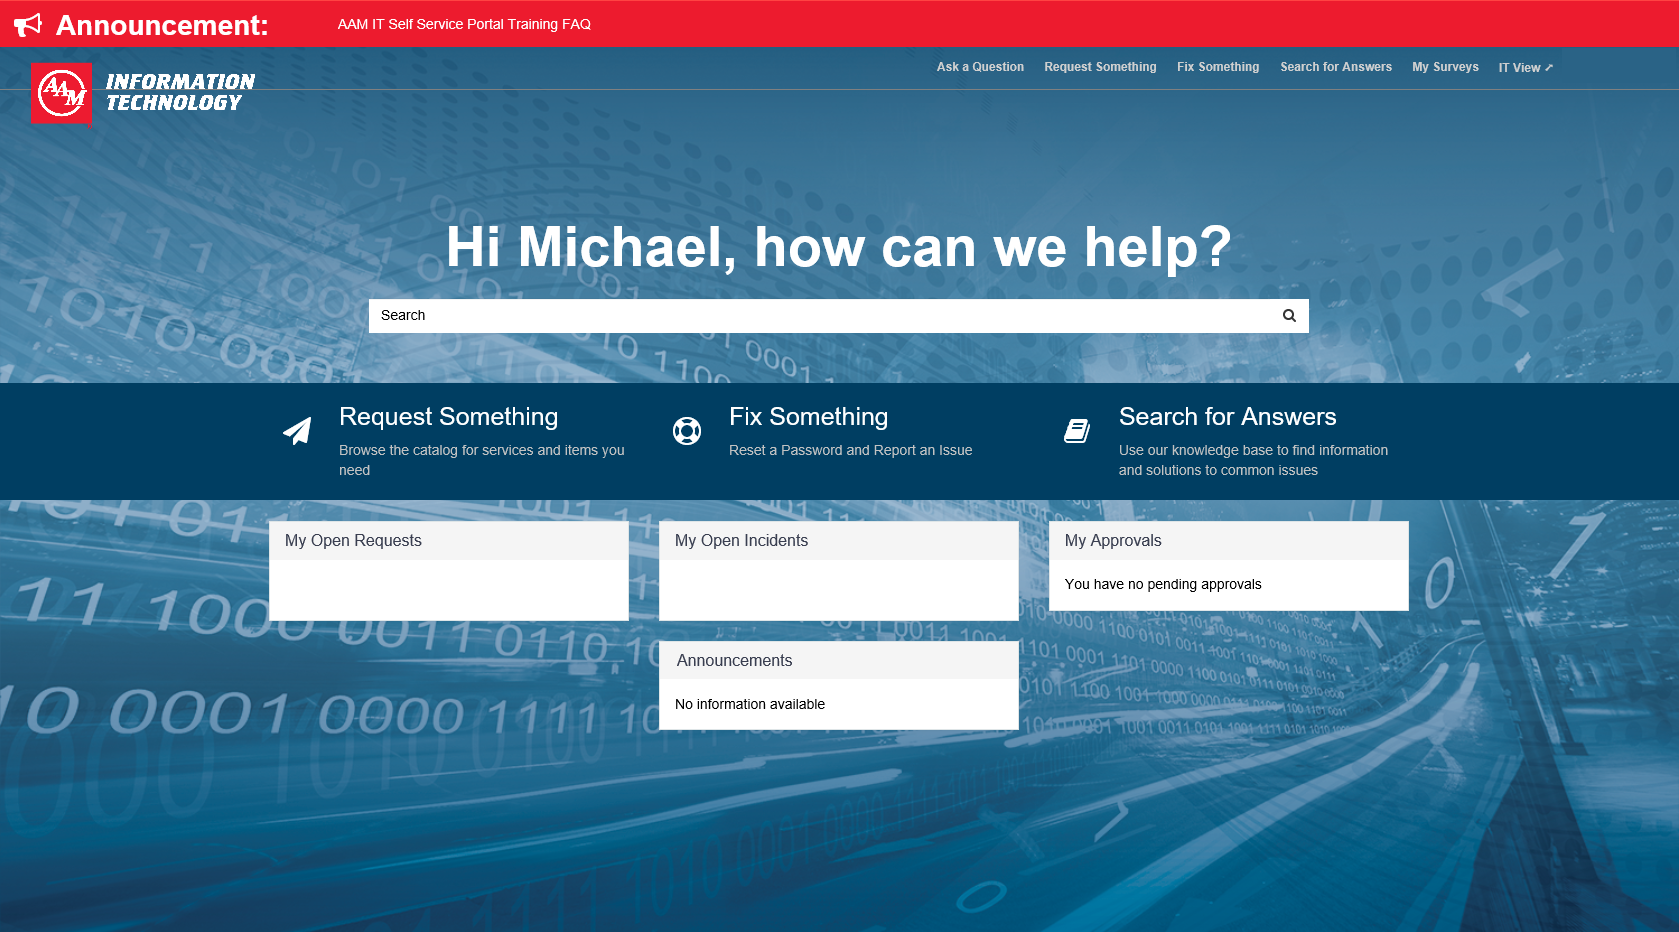 Announcement:
AAM IT Self Service Portal Training FAQ
AAM
INFORMATION
TECHNOLOGY
Ask a Question
Request Something
Fix Something
Search for Answers
My Surveys
IT View
Hi Michael, how can we help?
Search
Request Something
Browse the catalog for services and items you
need
Fix Something
Reset a Password and Report an Issue
Search for Answers
Use our knowledge base to find information
and solutions to common issues
My Open Requests
My Open Incidents
My Approvals
You have no pending approvals
Announcements
No information available